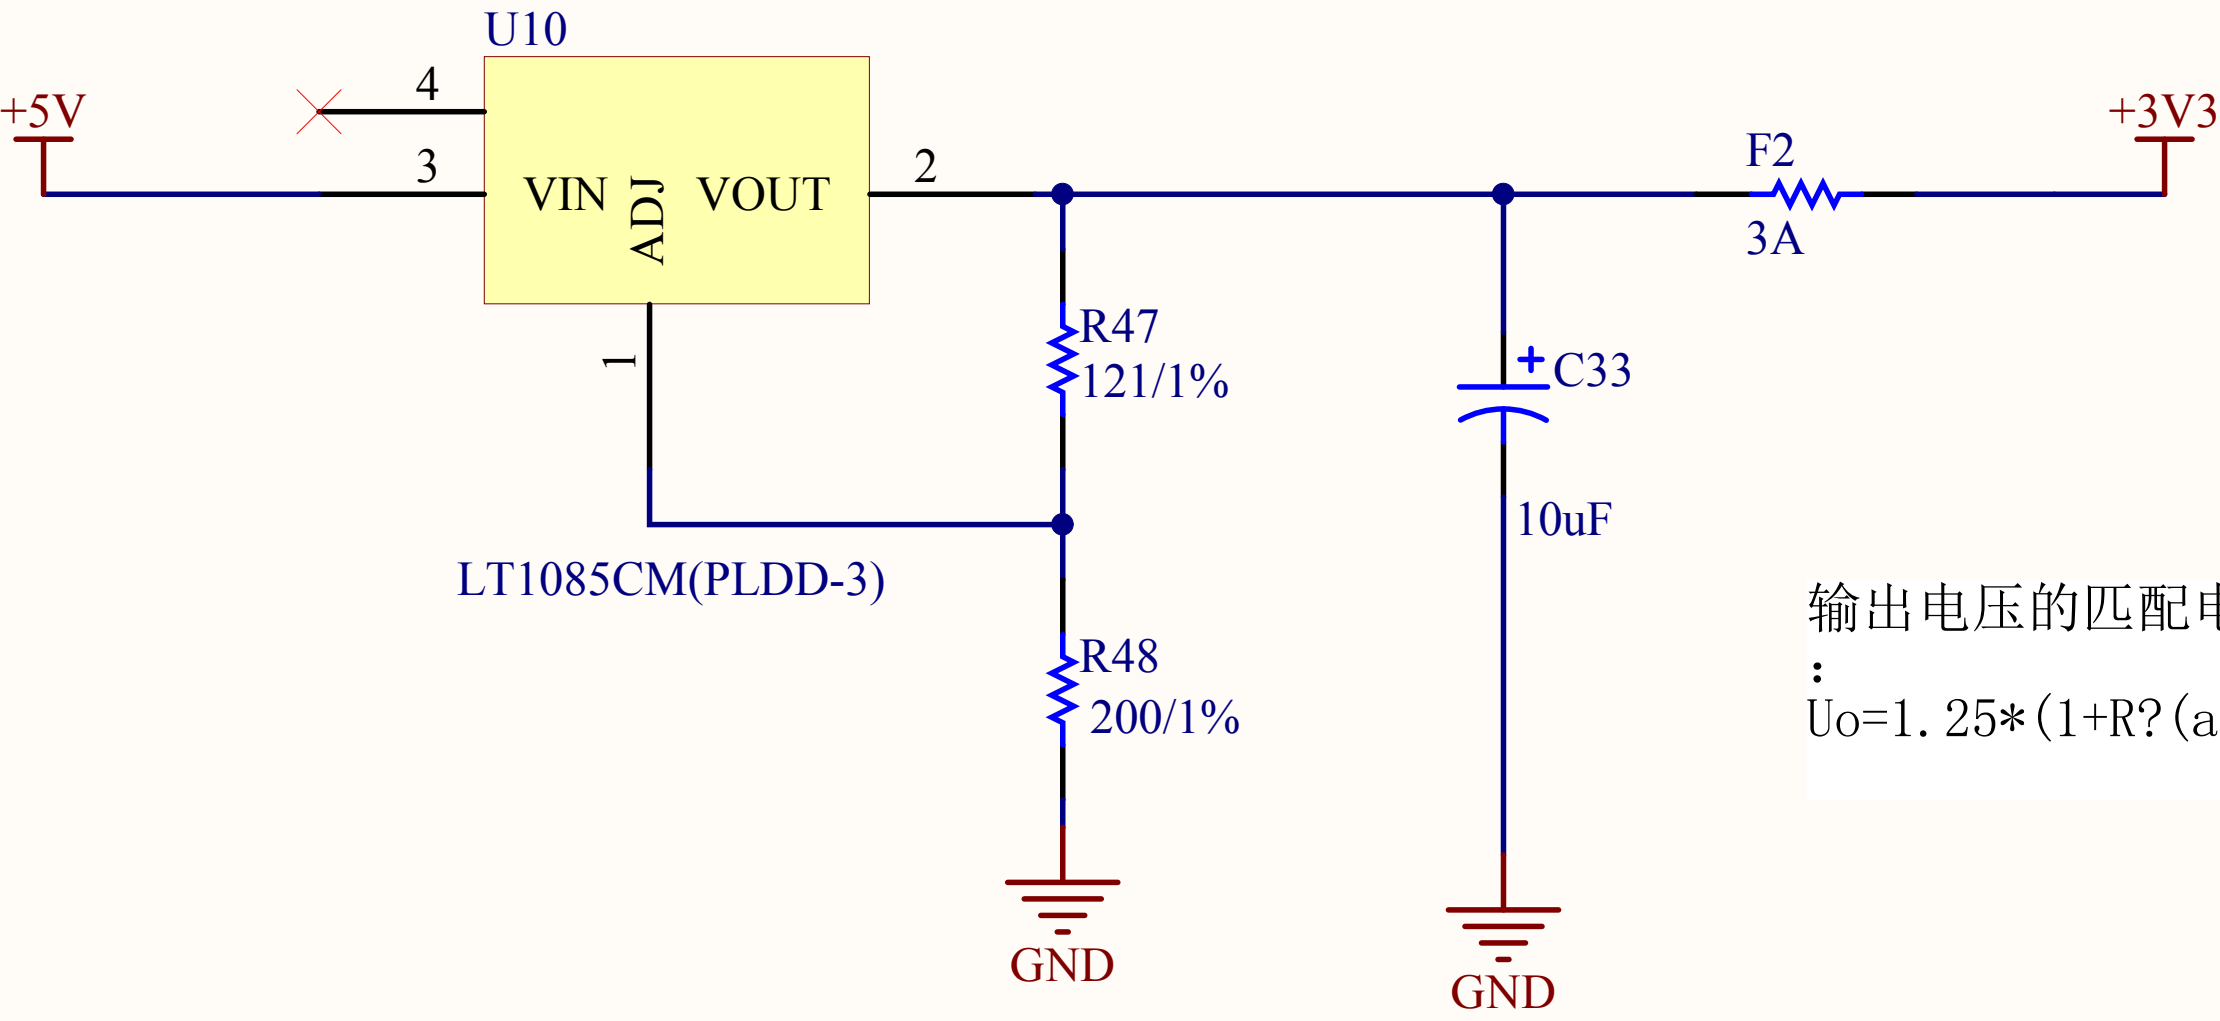 U10
4
+5V
+3V3
3
VIN
ADJ
VOUT
2
F2
3A
1
R47
121/1%
C33
10uF
LT1085CM(PLDD-3)
R48
200/1%
输出电压的匹配
:
Uo=1.25*(1+R?(a
GND
GND